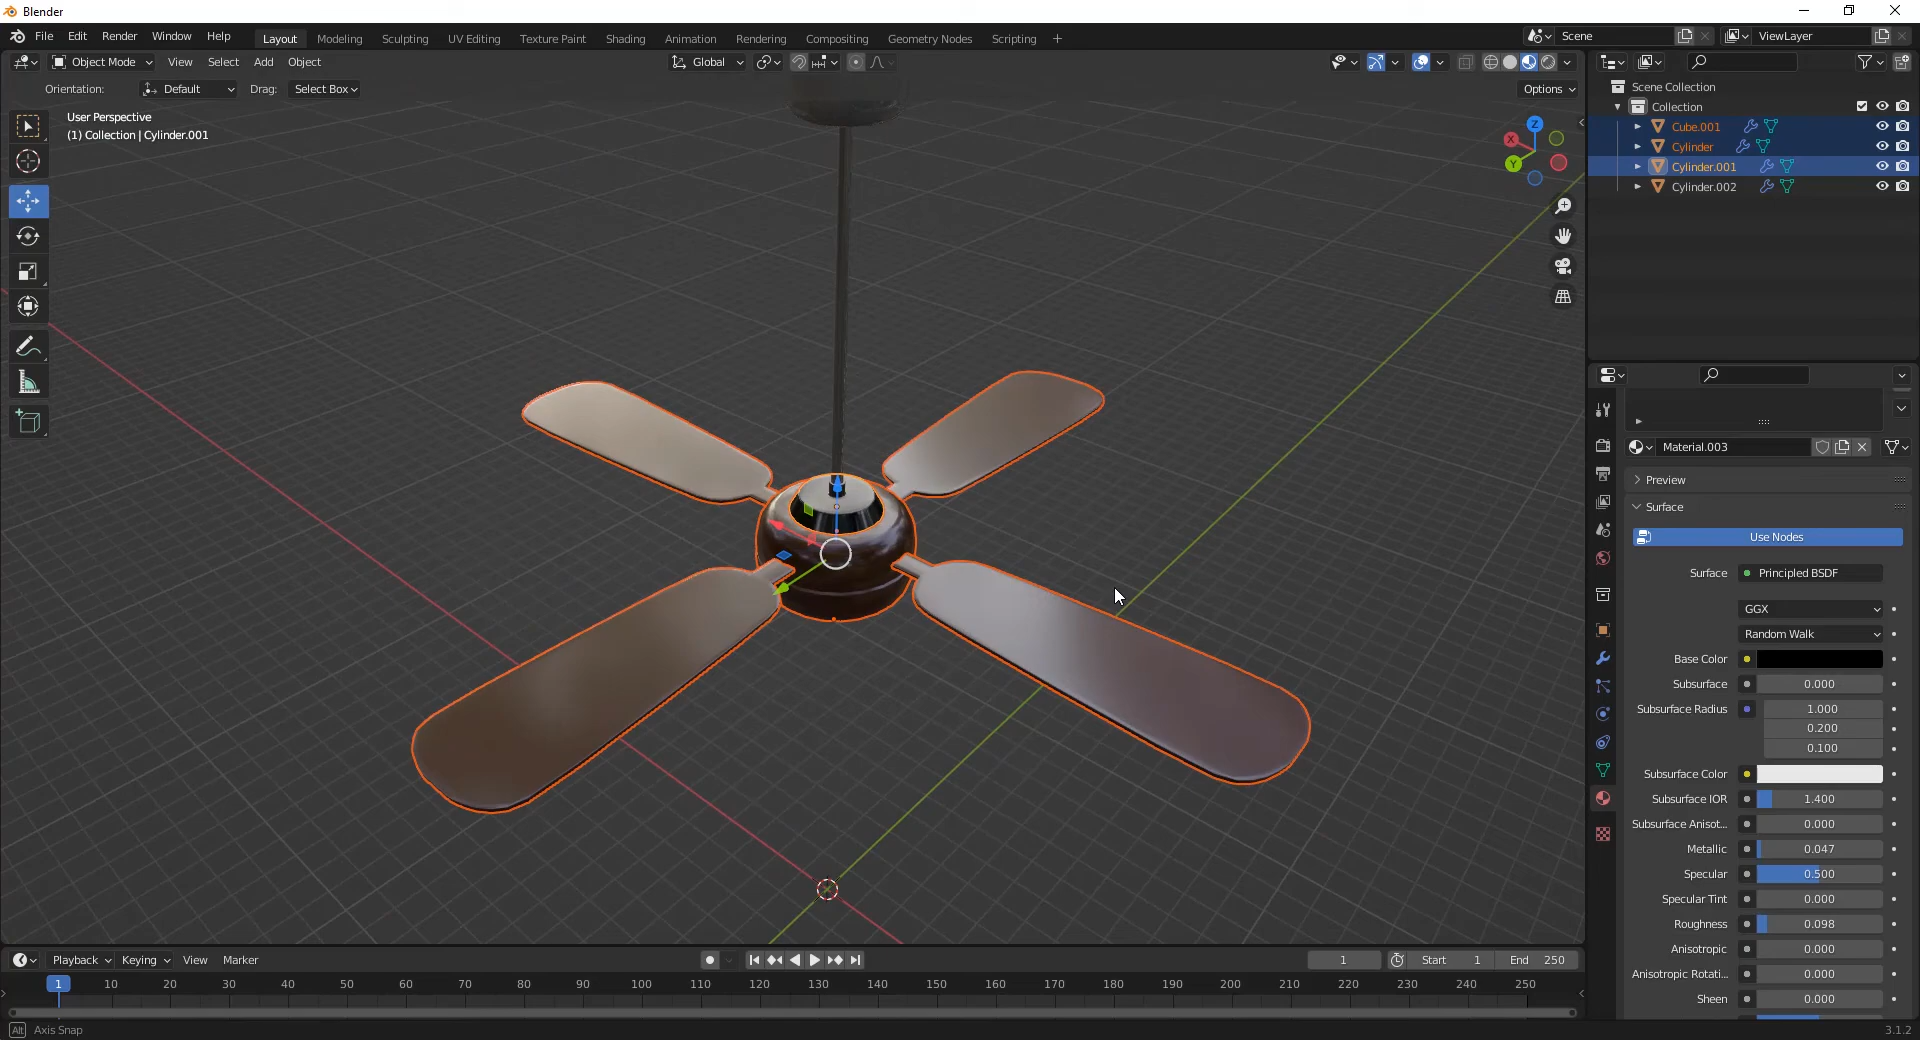 Blender
File Edit Render Window Help Layout Modeling Sculpting UV Editing Texture Paint Shading Animation Rendering Compositing Geometry Nodes Scripting + Scene ViewLayer
Object Mode View Select Add Object Global
Orientation: Default Drag: Select Box Options
User Perspective
(1) Collection | Cylinder.001
Z
X
Y
Scene Collection
Collection
Cube.001
Cylinder
Cylinder.001
Cylinder.002
Material.003
Preview
Surface
Use Nodes
Surface Principled BSDF
GGX
Random Walk
Base Color
Subsurface 0.000
Subsurface Radius 1.000
0.200
0.100
Subsurface Color
Subsurface IOR 1.400
Subsurface Anisot... 0.000
Metallic 0.047
Specular 0.500
Specular Tint 0.000
Roughness 0.098
Anisotropic 0.000
Anisotropic Rotati... 0.000
Sheen 0.000
Playback Keying View Marker 1 Start 1 End 250
1 10 20 30 40 50 60 70 80 90 100 110 120 130 140 150 160 170 180 190 200 210 220 230 240 250
Alt Axis Snap 3.1.2